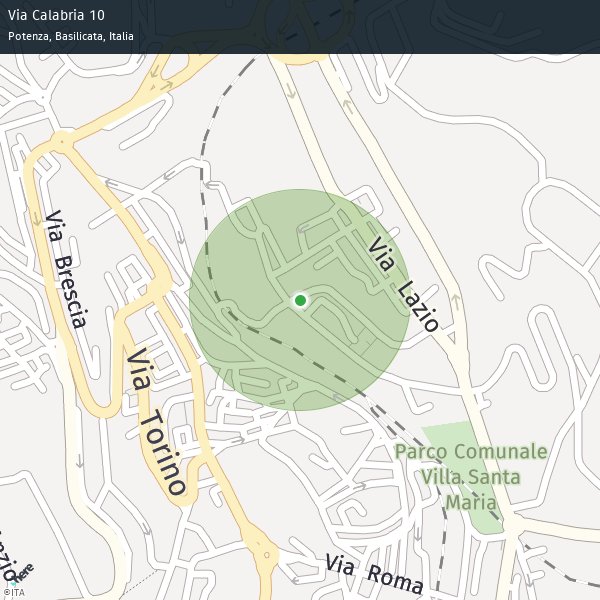 Via Calabria 10
Potenza, Basilicata, Italia
Via Brescia
Via Lazio
Via Torino
Parco Comunale
Villa Santa
Maria
Via Roma
nzio
here
©ITA